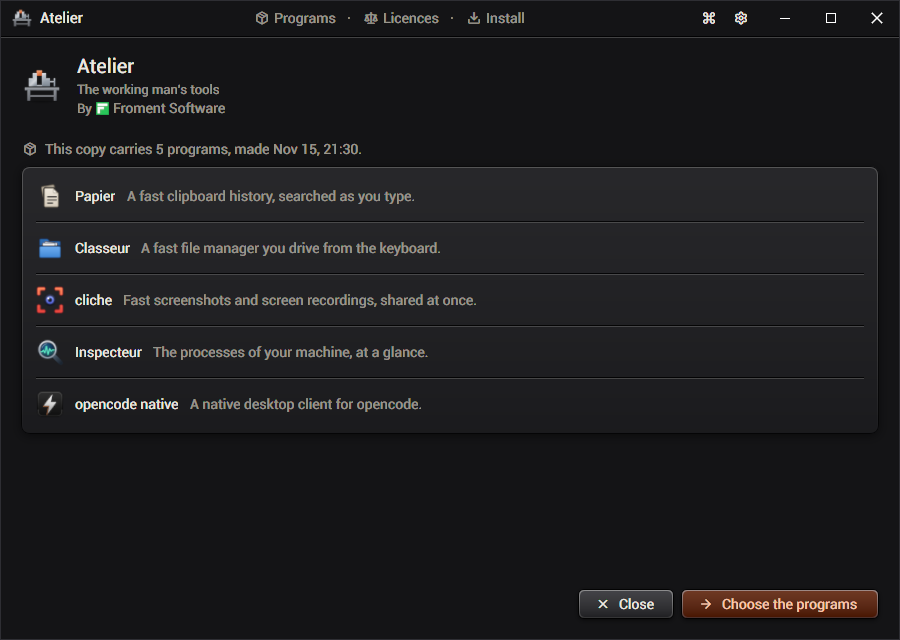 Atelier
Programs · Licences · Install
Atelier
The working man's tools
By Froment Software
This copy carries 5 programs, made Nov 15, 21:30.
Papier A fast clipboard history, searched as you type.
Classeur A fast file manager you drive from the keyboard.
cliche Fast screenshots and screen recordings, shared at once.
Inspecteur The processes of your machine, at a glance.
opencode native A native desktop client for opencode.
Close
Choose the programs